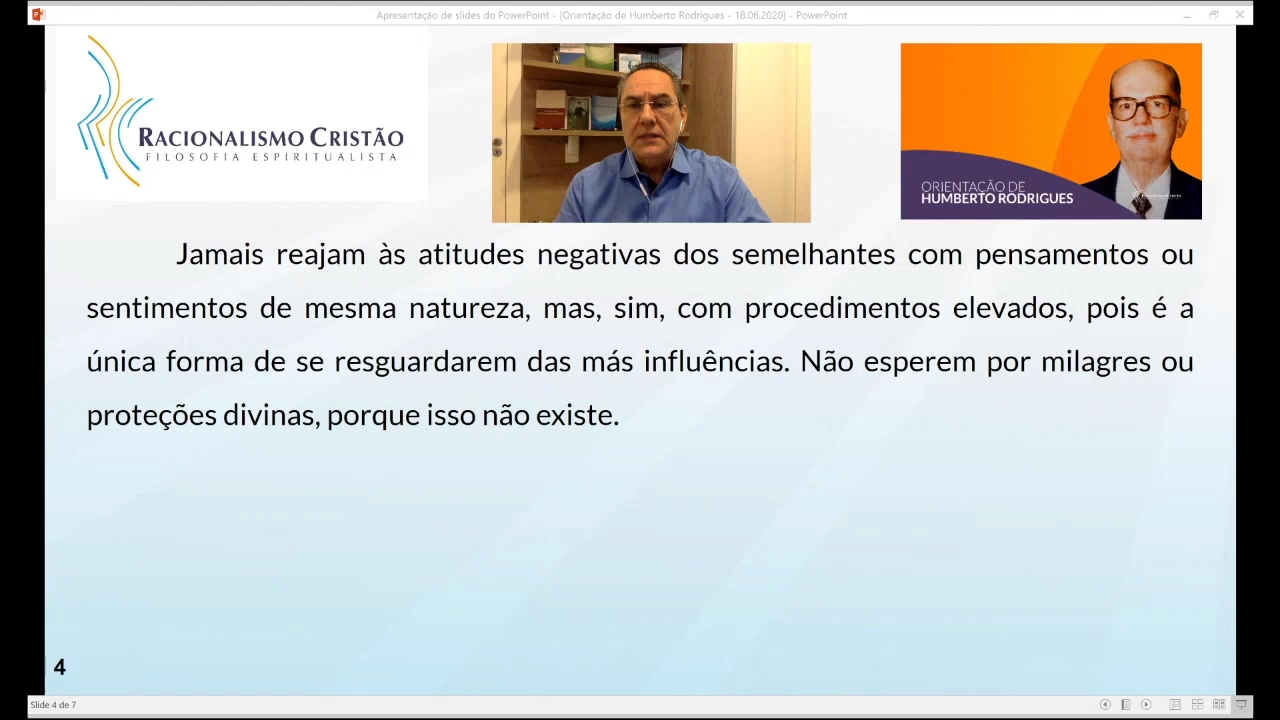 Apresentação de slides do PowerPoint - [Orientação de Humberto Rodrigues - 18.06.2020] - PowerPoint
RACIONALISMO CRISTÃO
FILOSOFIA ESPIRITUALISTA
ORIENTAÇÃO DE
HUMBERTO RODRIGUES
Jamais reajam às atitudes negativas dos semelhantes com pensamentos ou
sentimentos de mesma natureza, mas, sim, com procedimentos elevados, pois é a
única forma de se resguardarem das más influências. Não esperem por milagres ou
proteções divinas, porque isso não existe.
4
Slide 4 de 7